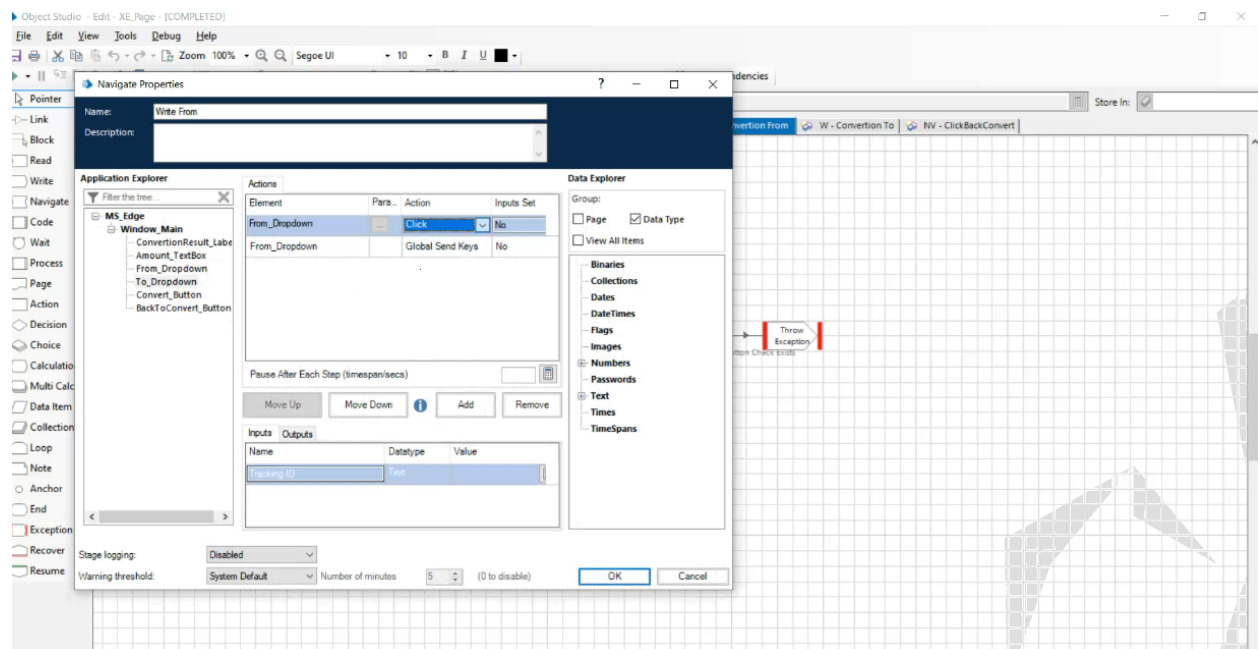 Object Studio - Edit - XE_Page - [COMPLETED]
File Edit View Tools Debug Help
Zoom 100% Segoe UI 10 B I U
Navigate Properties ?
dencies
Pointer
Name: Write From
Store In:
Link
Description:
nvertion From W - Convertion To NV - ClickBackConvert
Block
Read
Write
Application Explorer
Actions
Data Explorer
Navigate
Filter the tree...
Element Para... Action Inputs Set
Group:
Code
MS_Edge
From_Dropdown ... Click No
Page Data Type
Wait
Window_Main
ConvertionResult_Labe
From_Dropdown Global Send Keys No
View All Items
Process
Amount_TextBox
From_Dropdown
Binaries
Page
To_Dropdown
Collections
Action
Convert_Button
Dates
BackToConvert_Button
DateTimes
Decision
Flags
Throw
Exception
Choice
Images
tton Check Exists
Calculatio
Numbers
Pause After Each Step (timespan/secs)
Passwords
Multi Calc
Text
Data Item
Move Up Move Down Add Remove
Times
Collection
TimeSpans
Inputs Outputs
Loop
Name Datatype Value
Note
Tracking ID Text
Anchor
End
Exception
Recover
Stage logging: Disabled
Resume
Warning threshold: System Default Number of minutes 5 (0 to disable)
OK Cancel